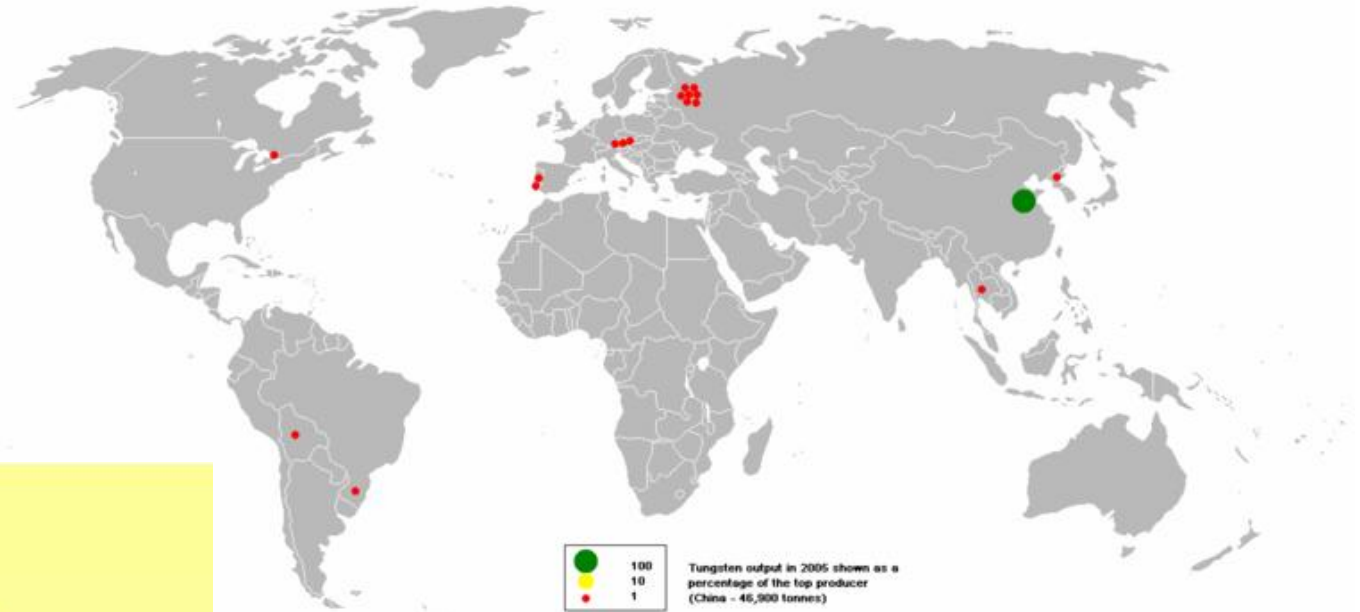 100
10
1
Tungsten output in 2005 shown as a
percentage of the top producer
(China - 46,900 tonnes)